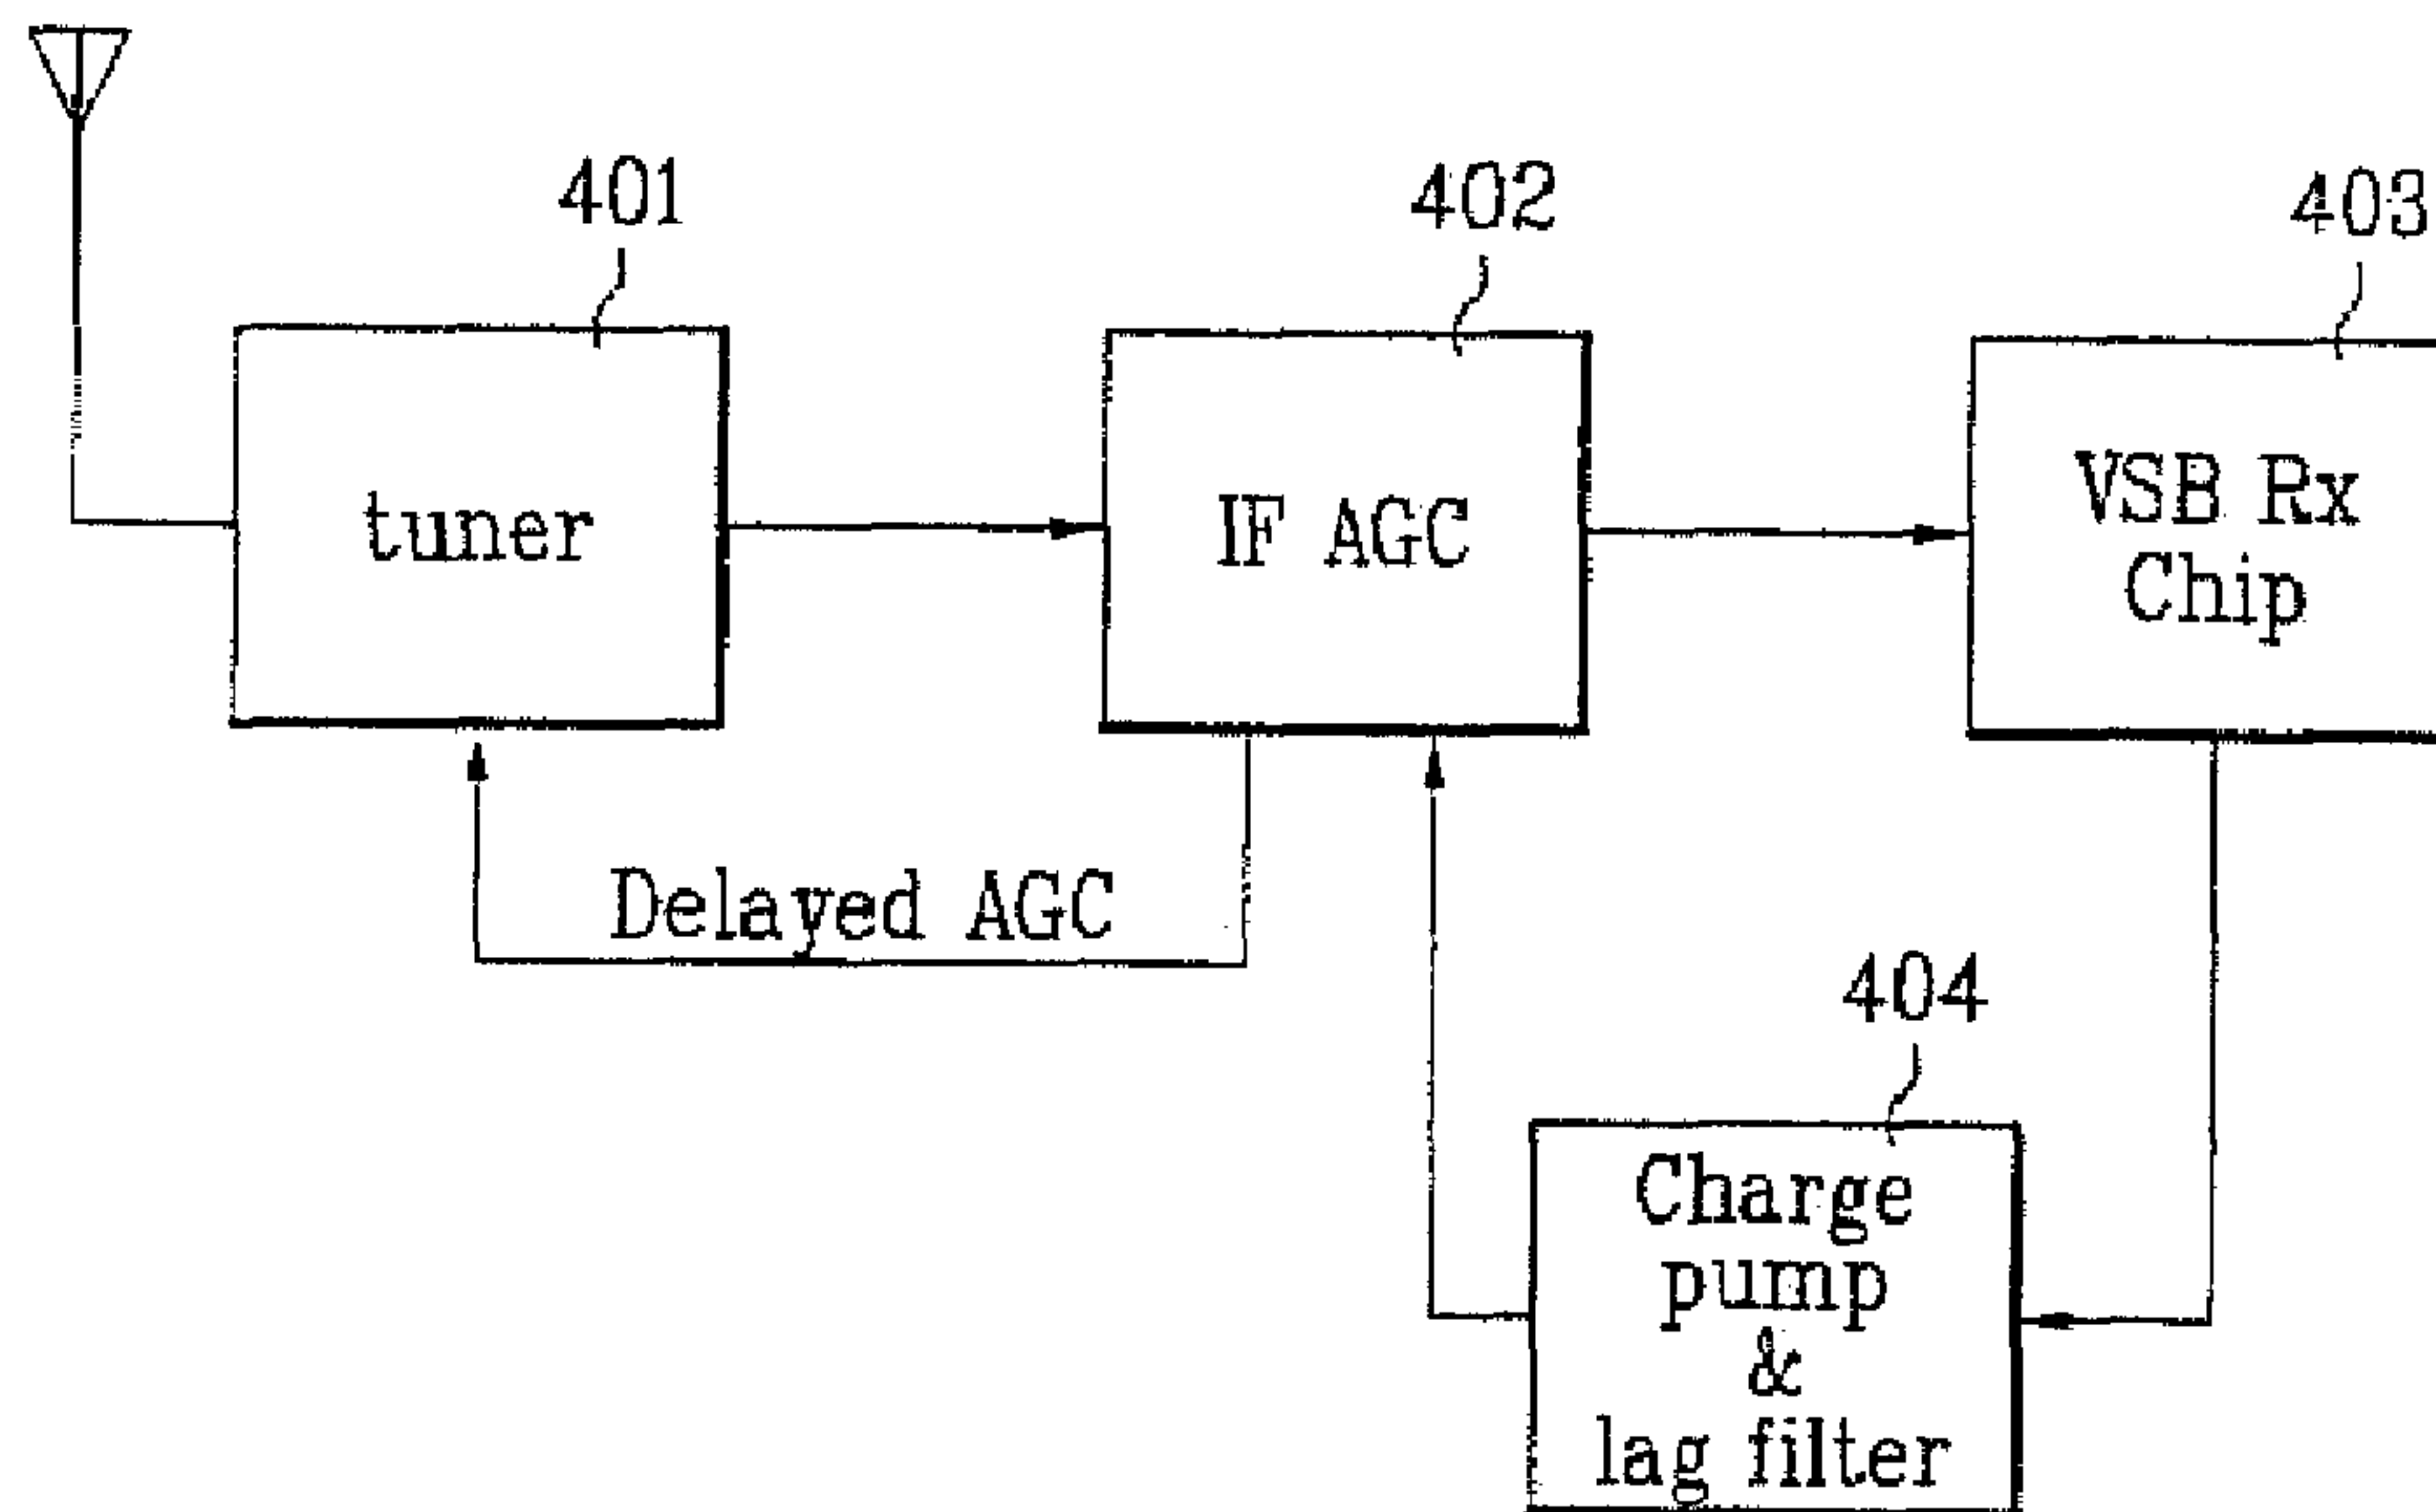 401
402
403
tuner
IF AGC
VSB Rx
Chip
Delayed AGC
404
Charge
pump
&
lag filter